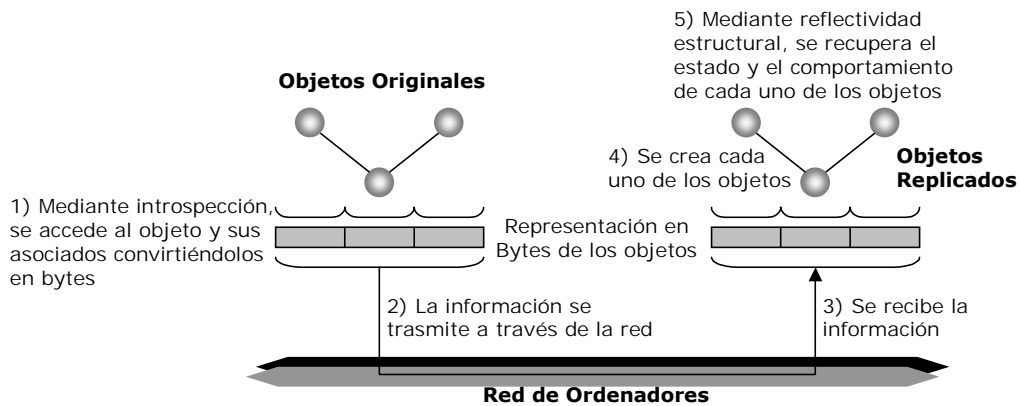 5) Mediante reflectividad
estructural, se recupera el
estado y el comportamiento
de cada uno de los objetos
Objetos Originales
4) Se crea cada
uno de los objetos
Objetos
Replicados
1) Mediante introspección,
se accede al objeto y sus
asociados convirtiéndolos
en bytes
Representación en
Bytes de los objetos
2) La información se
trasmite a través de la red
3) Se recibe la
información
Red de Ordenadores